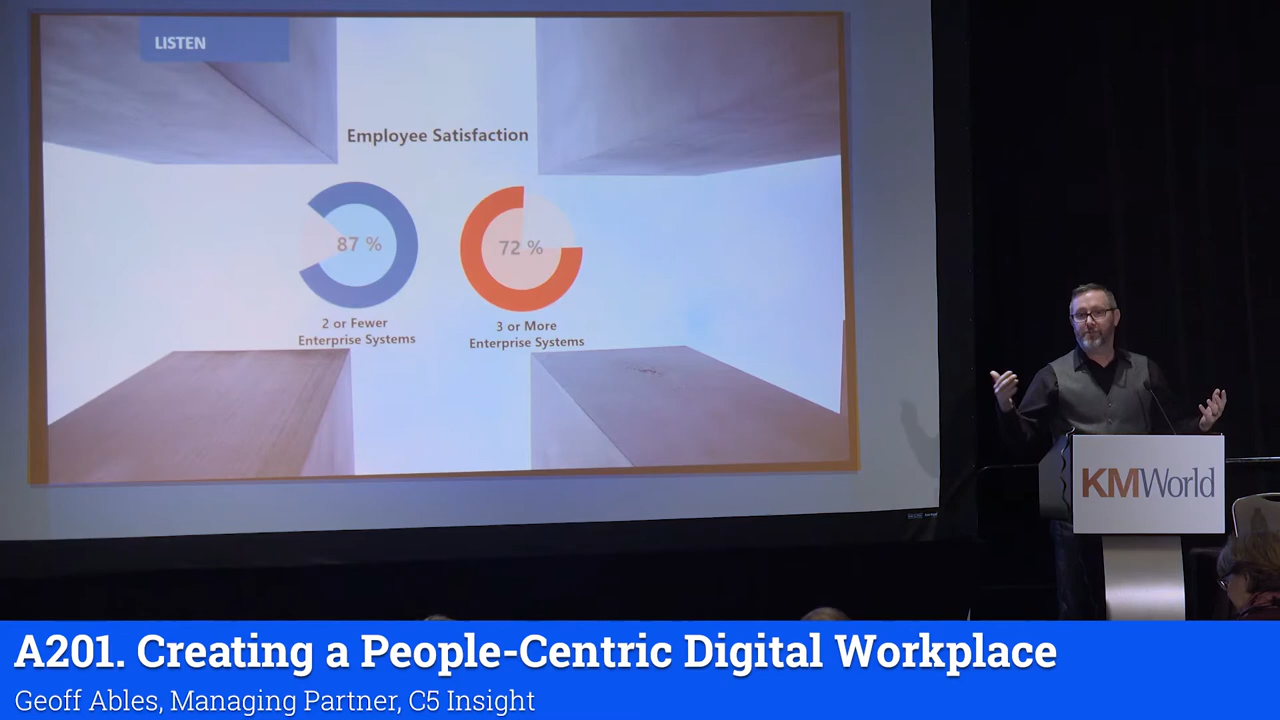 LISTEN
Employee Satisfaction
87 %
72 %
2 or Fewer
Enterprise Systems
3 or More
Enterprise Systems
KMWorld
A201. Creating a People-Centric Digital Workplace
Geoff Ables, Managing Partner, C5 Insight